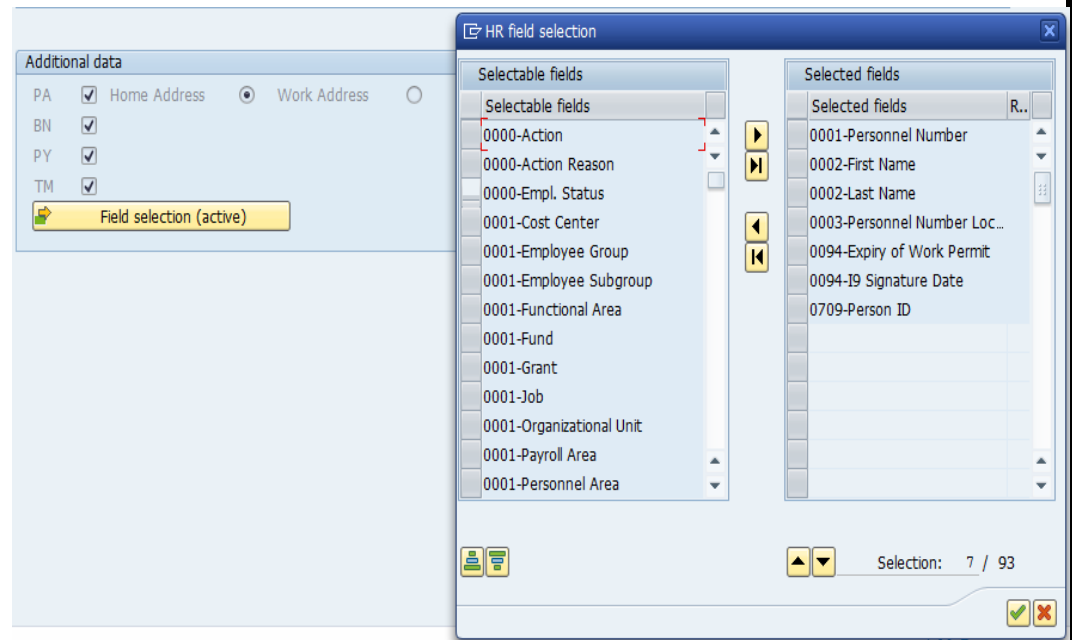 HR field selection
Additional data
PA Home Address Work Address
BN
PY
TM
Field selection (active)
Selectable fields
Selectable fields
0000-Action
0000-Action Reason
0000-Empl. Status
0001-Cost Center
0001-Employee Group
0001-Employee Subgroup
0001-Functional Area
0001-Fund
0001-Grant
0001-Job
0001-Organizational Unit
0001-Payroll Area
0001-Personnel Area
Selected fields
Selected fields R..
0001-Personnel Number
0002-First Name
0002-Last Name
0003-Personnel Number Loc...
0094-Expiry of Work Permit
0094-I9 Signature Date
0709-Person ID
Selection: 7 / 93